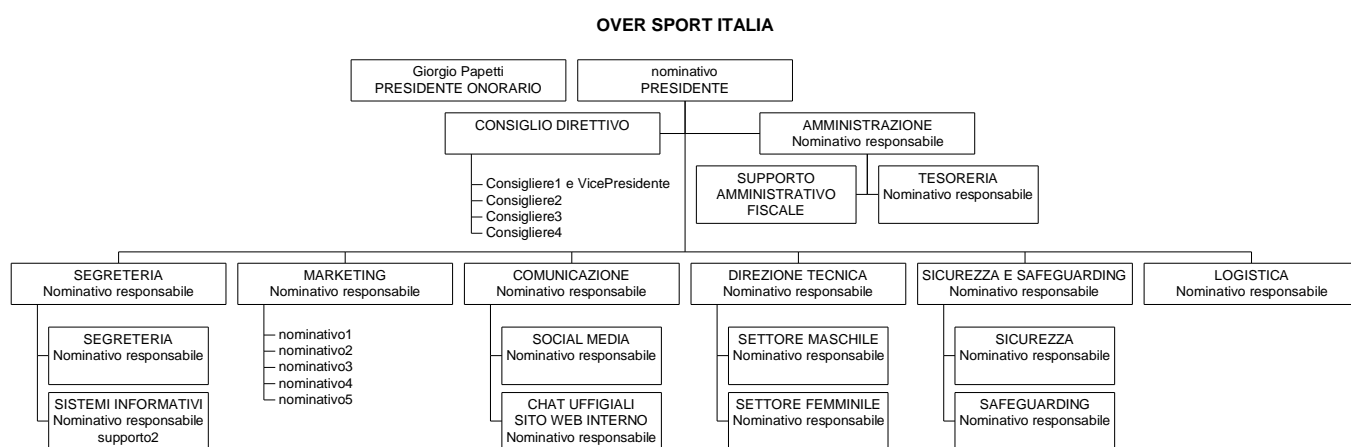 OVER SPORT ITALIA
Giorgio Papetti
PRESIDENTE ONORARIO
nominativo
PRESIDENTE
CONSIGLIO DIRETTIVO
Consigliere1 e VicePresidente
Consigliere2
Consigliere3
Consigliere4
AMMINISTRAZIONE
Nominativo responsabile
SUPPORTO
AMMINISTRATIVO
FISCALE
TESORERIA
Nominativo responsabile
SEGRETERIA
Nominativo responsabile
SEGRETERIA
Nominativo responsabile
SISTEMI INFORMATIVI
Nominativo responsabile
supporto2
MARKETING
Nominativo responsabile
nominativo1
nominativo2
nominativo3
nominativo4
nominativo5
COMUNICAZIONE
Nominativo responsabile
SOCIAL MEDIA
Nominativo responsabile
CHAT UFFIGIALI
SITO WEB INTERNO
Nominativo responsabile
DIREZIONE TECNICA
Nominativo responsabile
SETTORE MASCHILE
Nominativo responsabile
SETTORE FEMMINILE
Nominativo responsabile
SICUREZZA E SAFEGUARDING
Nominativo responsabile
SICUREZZA
Nominativo responsabile
SAFEGUARDING
Nominativo responsabile
LOGISTICA
Nominativo responsabile